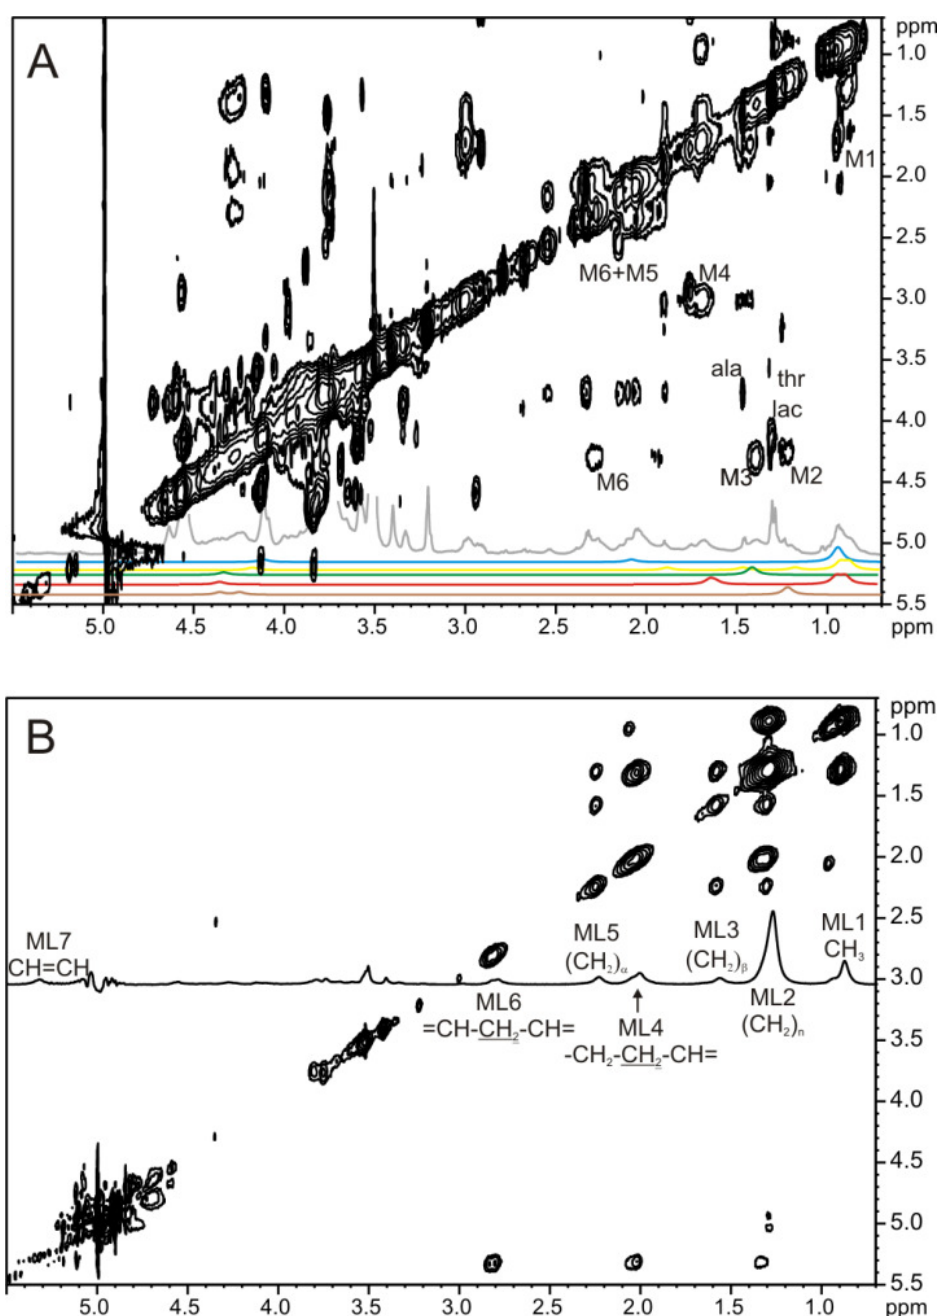 A
ppm
1.0
1.5
M1
2.0
2.5
M6+M5
M4
3.0
3.5
ala
thr
lac
4.0
M6
M3
M2
4.5
5.0
5.5
5.0
4.5
4.0
3.5
3.0
2.5
2.0
1.5
1.0
ppm
B
ppm
1.0
1.5
2.0
2.5
ML7
CH=CH
ML5
(CH₂)α
ML3
(CH₂)β
ML1
CH₃
3.0
ML6
=CH-CH₂-CH=
ML4
-CH₂-CH₂-CH=
ML2
(CH₂)n
3.5
4.0
4.5
5.0
5.5
5.0
4.5
4.0
3.5
3.0
2.5
2.0
1.5
1.0
ppm